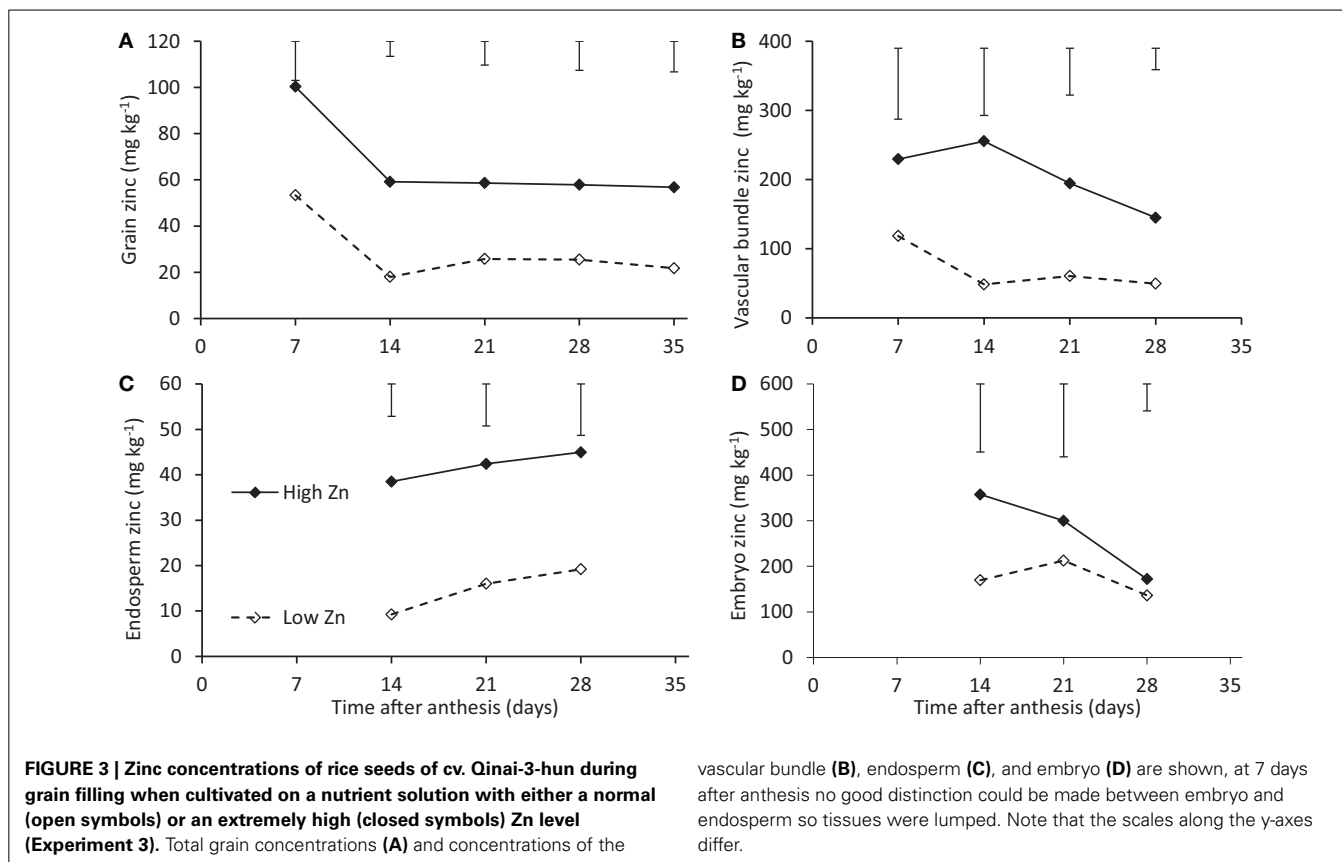 A
120
100
80
60
40
20
0
Grain zinc (mg kg⁻¹)
0 7 14 21 28 35
B
400
300
200
100
0
Vascular bundle zinc (mg kg⁻¹)
0 7 14 21 28 35
C
60
50
40
30
20
10
0
Endosperm zinc (mg kg⁻¹)
High Zn
Low Zn
0 7 14 21 28 35
Time after anthesis (days)
D
600
500
400
300
200
100
0
Embryo zinc (mg kg⁻¹)
0 7 14 21 28 35
Time after anthesis (days)
FIGURE 3 | Zinc concentrations of rice seeds of cv. Qinai-3-hun during
grain filling when cultivated on a nutrient solution with either a normal
(open symbols) or an extremely high (closed symbols) Zn level
(Experiment 3). Total grain concentrations (A) and concentrations of the
vascular bundle (B), endosperm (C), and embryo (D) are shown, at 7 days
after anthesis no good distinction could be made between embryo and
endosperm so tissues were lumped. Note that the scales along the y-axes
differ.